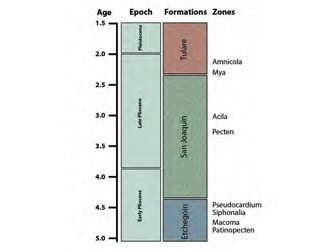 Age Epoch Formations Zones
1.5
2.0
2.5
3.0
3.5
4.0
4.5
5.0
Pleistocene
Late Pliocene
Early Pliocene
Tulare
San Joaquin
Etchegoin
Amnicola
Mya
Acila
Pecten
Pseudocardium
Siphonalia
Macoma
Patinopecten